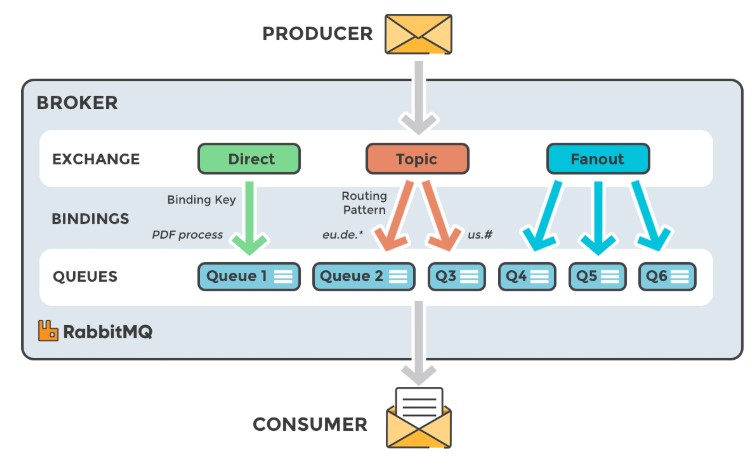 PRODUCER
BROKER
EXCHANGE
Direct
Topic
Fanout
BINDINGS
Binding Key
PDF process
Routing
Pattern
eu.de.*
us.#
QUEUES
Queue 1
Queue 2
Q3
Q4
Q5
Q6
RabbitMQ
CONSUMER